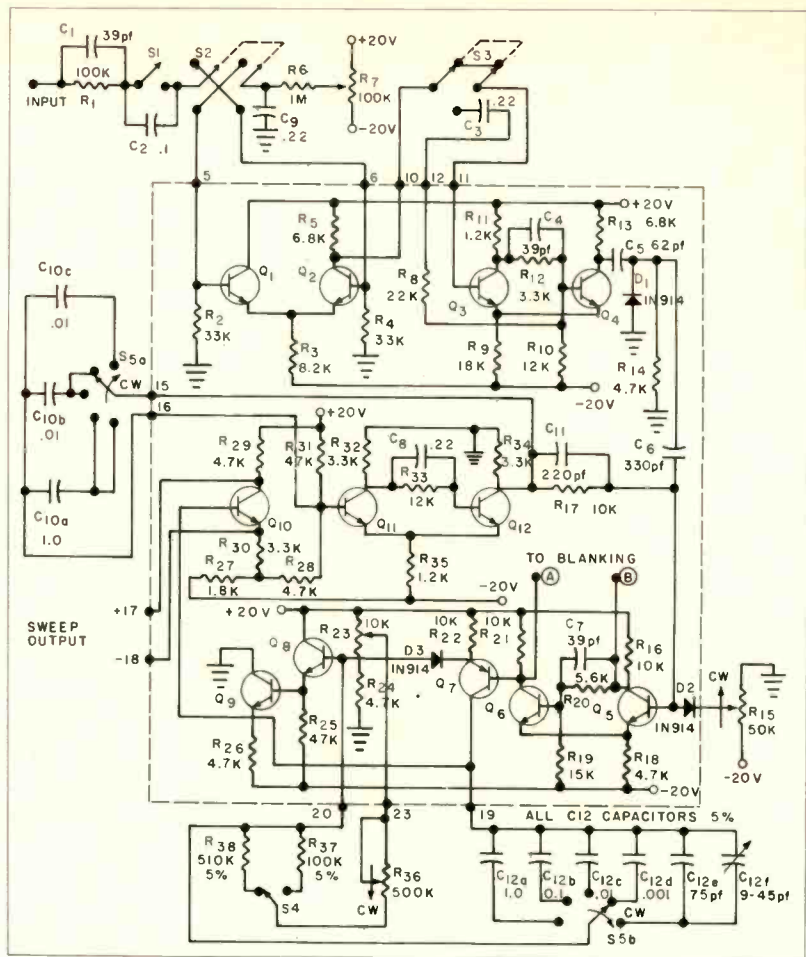 C1 39pf
100K
R1
INPUT
S1
S2
C2 .1
R6
1M
C9
.22
+20V
R7
100K
-20V
S3
.22
C3
5
6
10
12
11
+20V
R5
6.8K
Q1
Q2
R2
33K
R3
8.2K
R4
33K
R8
22K
R11
1.2K
C4
39pf
R12
3.3K
R13 6.8K
C5 62pf
D1
IN914
Q3
Q4
R9
18K
R10
12K
-20V
R14
4.7K
C10c
.01
S5a
CW
C10b
.01
C10a
1.0
15
16
+20V
R29
4.7K
R31
47K
R32
3.3K
C8 .22
R33
12K
R34
3.3K
C11
220pf
R17 10K
C6
330pf
Q10
Q11
Q12
R30 3.3K
R27
1.8K
R28
4.7K
R35
1.2K
-20V
TO BLANKING
A
B
+17
SWEEP
OUTPUT
-18
+20V
Q8
10K
R23
R24
4.7K
D3
IN914
10K
R22
10K
R21
Q7
C7
39pf
5.6K
R20
R16
10K
Q6
Q5
D2
IN914
CW
R15
50K
-20V
Q9
R26
4.7K
R25
47K
R19
15K
R18
4.7K
-20V
20
23
19
ALL C12 CAPACITORS 5%
R38
510K
5%
R37
100K
5%
S4
R36
500K
CW
C12a
1.0
C12b
0.1
C12c
.01
C12d
.001
C12e
75pf
C12f
9-45pf
CW
S5b